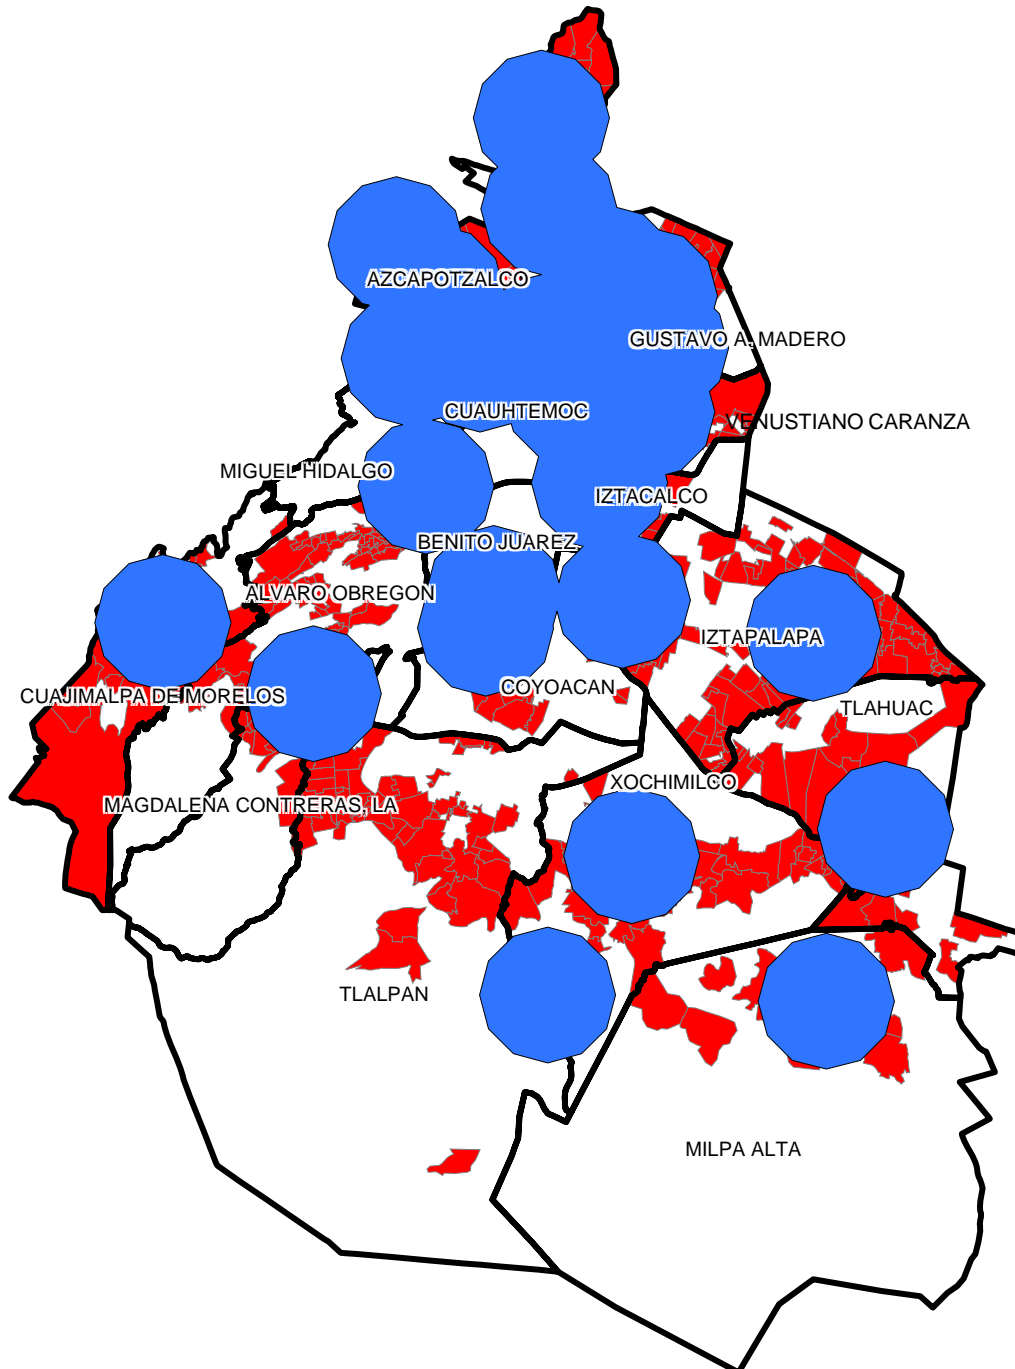 AZCAPOTZALCO
GUSTAVO A. MADERO
CUAUHTEMOC
VENUSTIANO CARANZA
MIGUEL HIDALGO
IZTACALCO
BENITO JUAREZ
ALVARO OBREGON
IZTAPALAPA
COYOACAN
CUAJIMALPA DE MORELOS
TLAHUAC
XOCHIMILCO
MAGDALENA CONTRERAS, LA
TLALPAN
MILPA ALTA